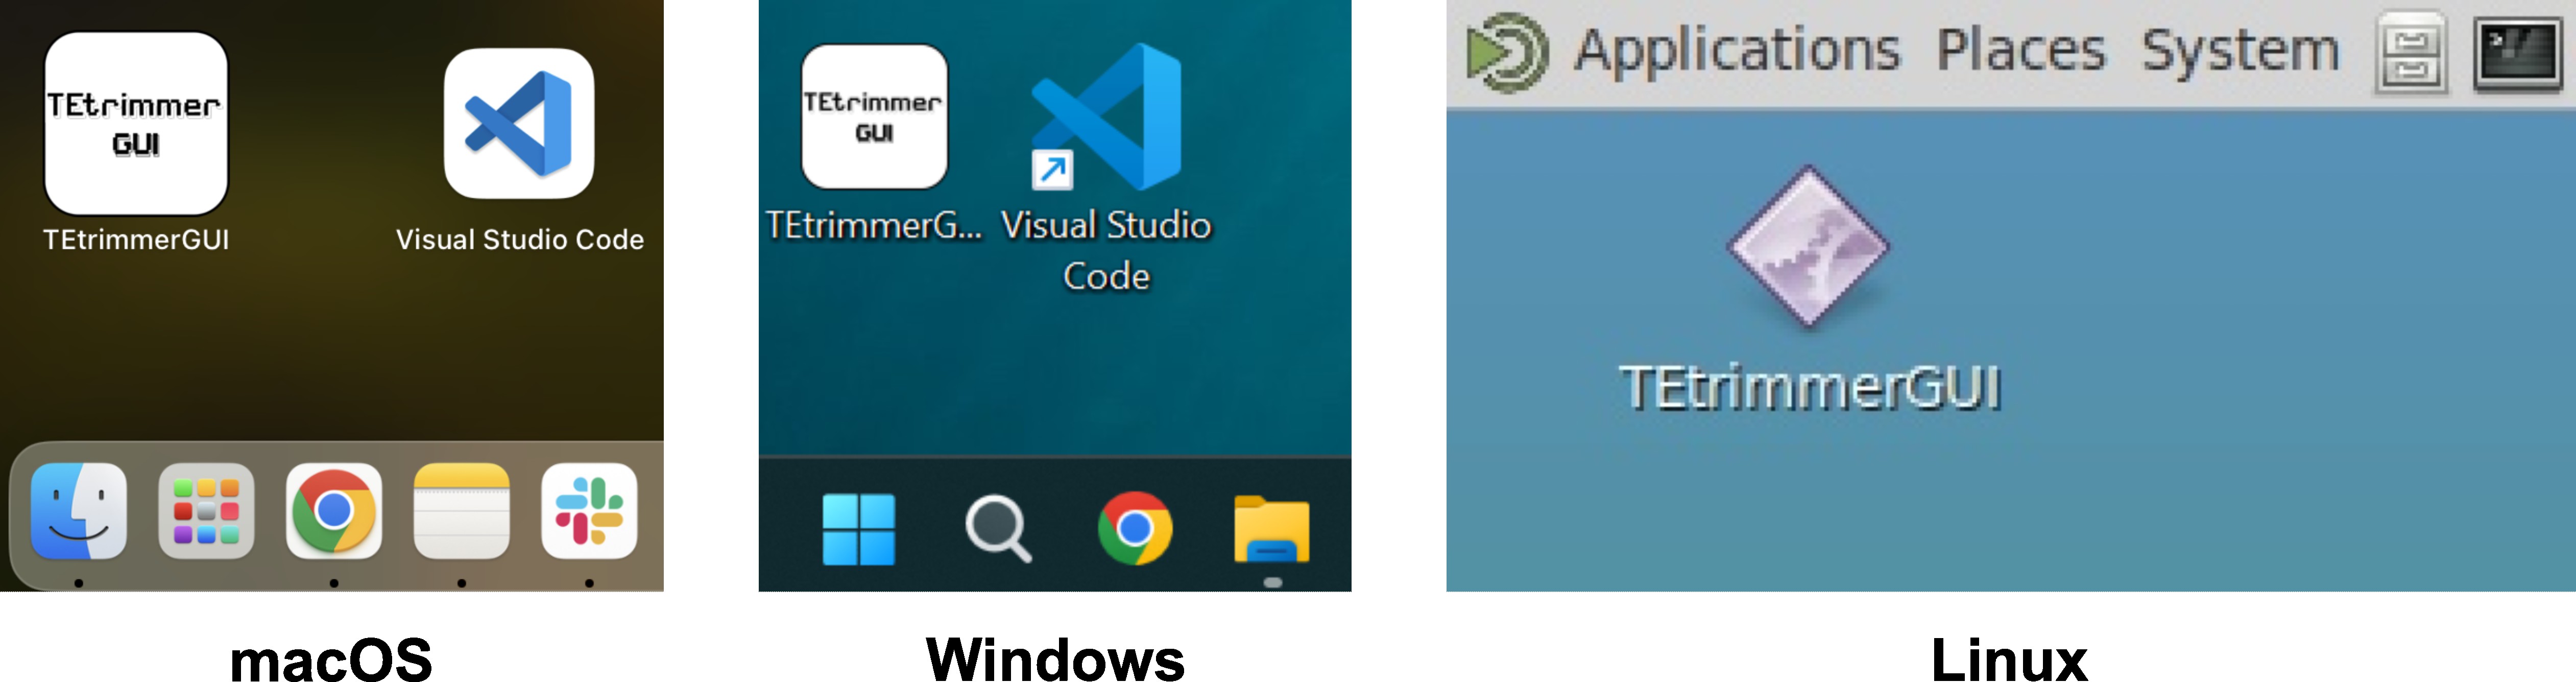 TEtrimmer
GUI
TEtrimmerGUI
Visual Studio Code
TEtrimmer
GUI
TEtrimmerG...
Visual Studio
Code
Applications Places System
TEtrimmerGUI
macOS
Windows
Linux